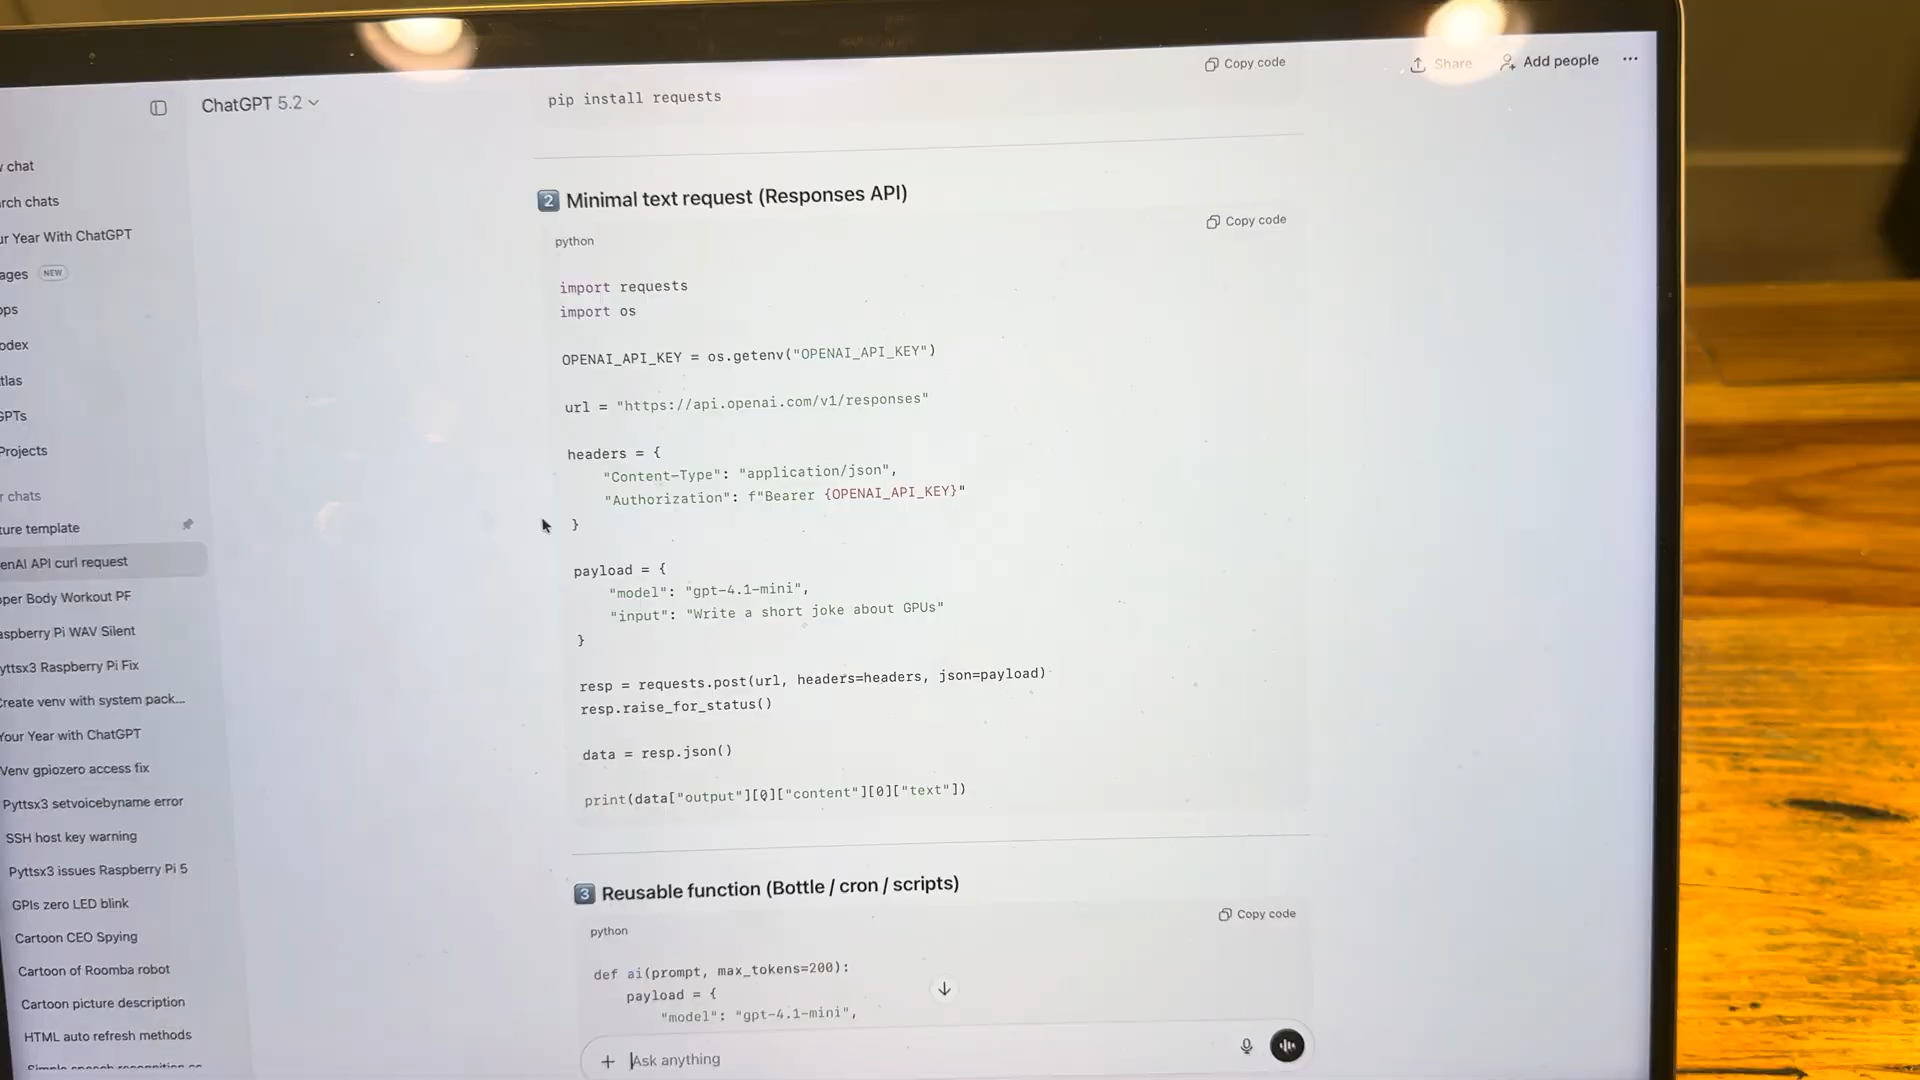 ChatGPT 5.2
Share
Add people
chat
rch chats
ur Year With ChatGPT
ages NEW
ops
odex
tlas
GPTs
Projects
r chats
ture template
enAI API curl request
per Body Workout PF
aspberry Pi WAV Silent
yttsx3 Raspberry Pi Fix
Create venv with system pack...
Your Year with ChatGPT
Venv gpiozero access fix
Pyttsx3 setvoicebyname error
SSH host key warning
Pyttsx3 issues Raspberry Pi 5
GPIs zero LED blink
Cartoon CEO Spying
Cartoon of Roomba robot
Cartoon picture description
HTML auto refresh methods
Copy code
pip install requests
2 Minimal text request (Responses API)
Copy code
python
import requests
import os
OPENAI_API_KEY = os.getenv("OPENAI_API_KEY")
url = "https://api.openai.com/v1/responses"
headers = {
"Content-Type": "application/json",
"Authorization": f"Bearer {OPENAI_API_KEY}"
}
payload = {
"model": "gpt-4.1-mini",
"input": "Write a short joke about GPUs"
}
resp = requests.post(url, headers=headers, json=payload)
resp.raise_for_status()
data = resp.json()
print(data["output"][0]["content"][0]["text"])
3 Reusable function (Bottle / cron / scripts)
Copy code
python
def ai(prompt, max_tokens=200):
payload = {
"model": "gpt-4.1-mini",
Ask anything